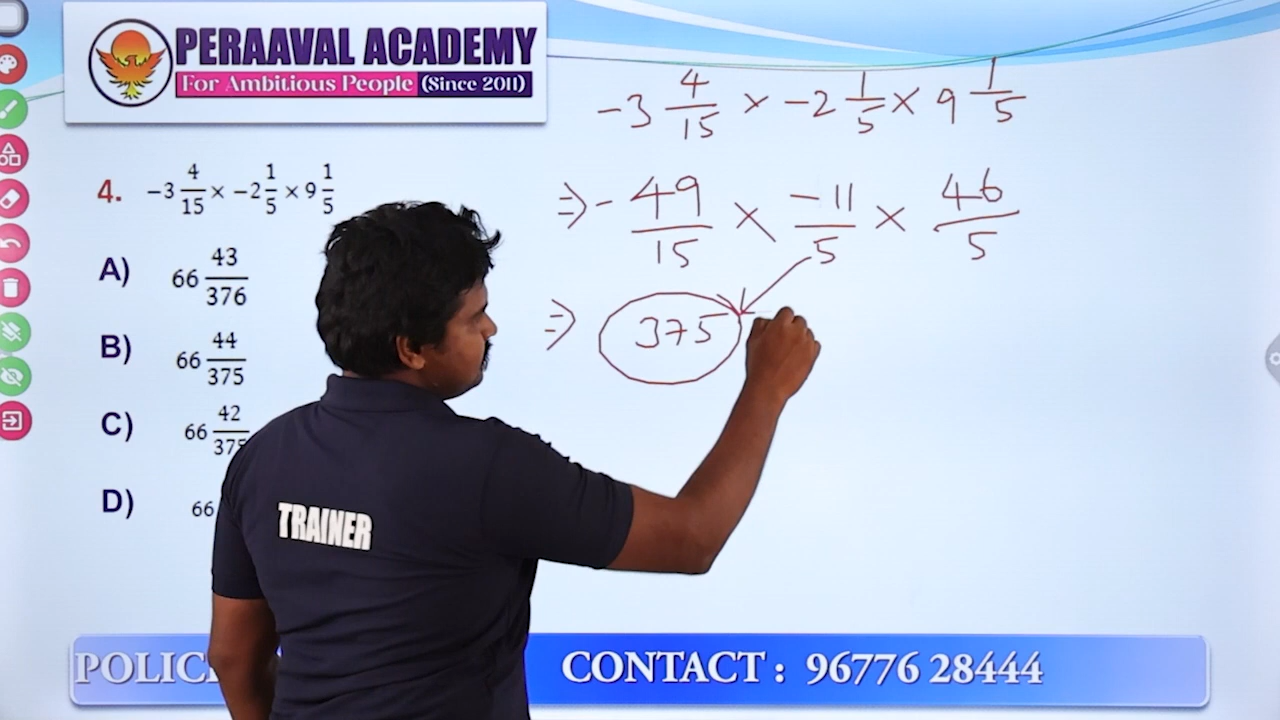 PERAAVAL ACADEMY
For Ambitious People (Since 2011)
4. -3 4/15 × -2 1/5 × 9 1/5
A) 66 43/376
B) 66 44/375
C) 66 42/375
D) 66
-3 4/15 × -2 1/5 × 9 1/5
⇒ - 49/15 × -11/5 × 46/5
⇒ 375
TRAINER
CONTACT : 96776 28444